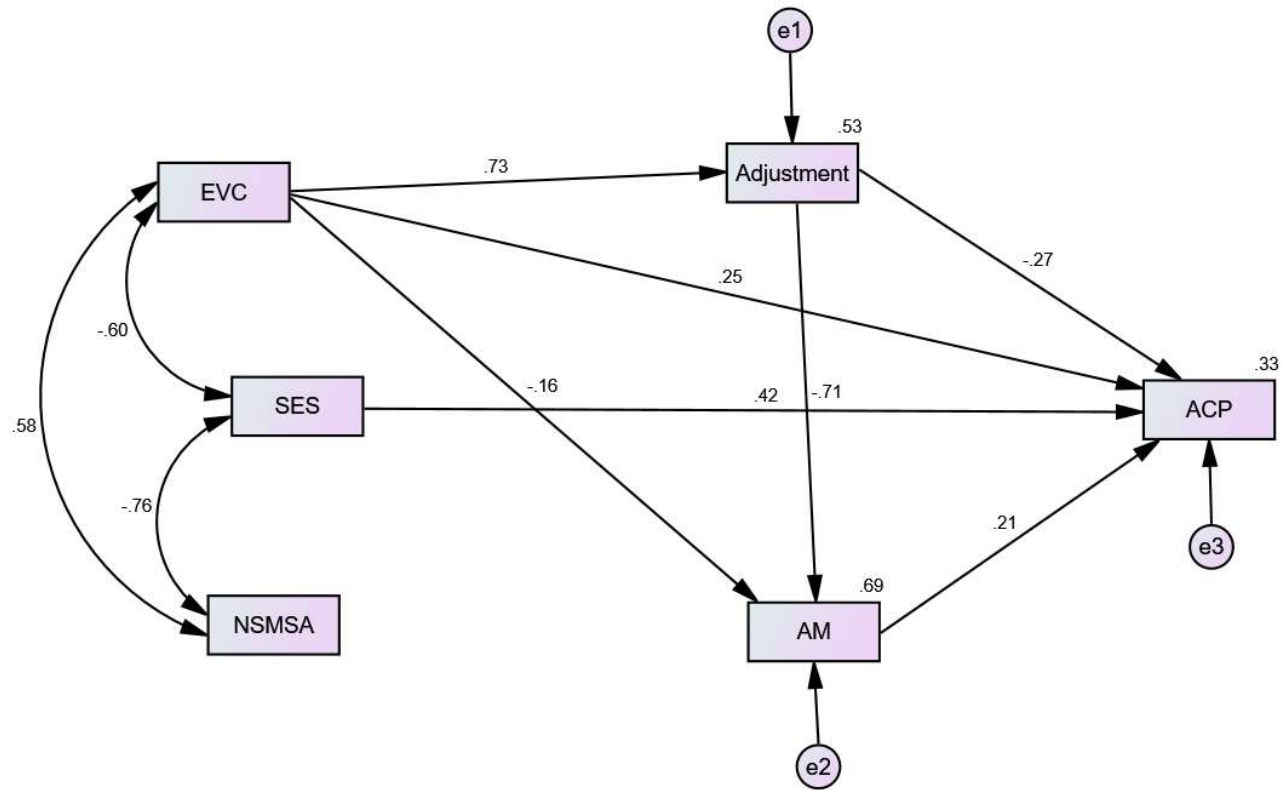 e1
.53
Adjustment
.73
EVC
-.27
.25
-.60
.33
ACP
-.16
.42
-.71
SES
.58
-.76
.21
e3
.69
NSMSA
AM
e2